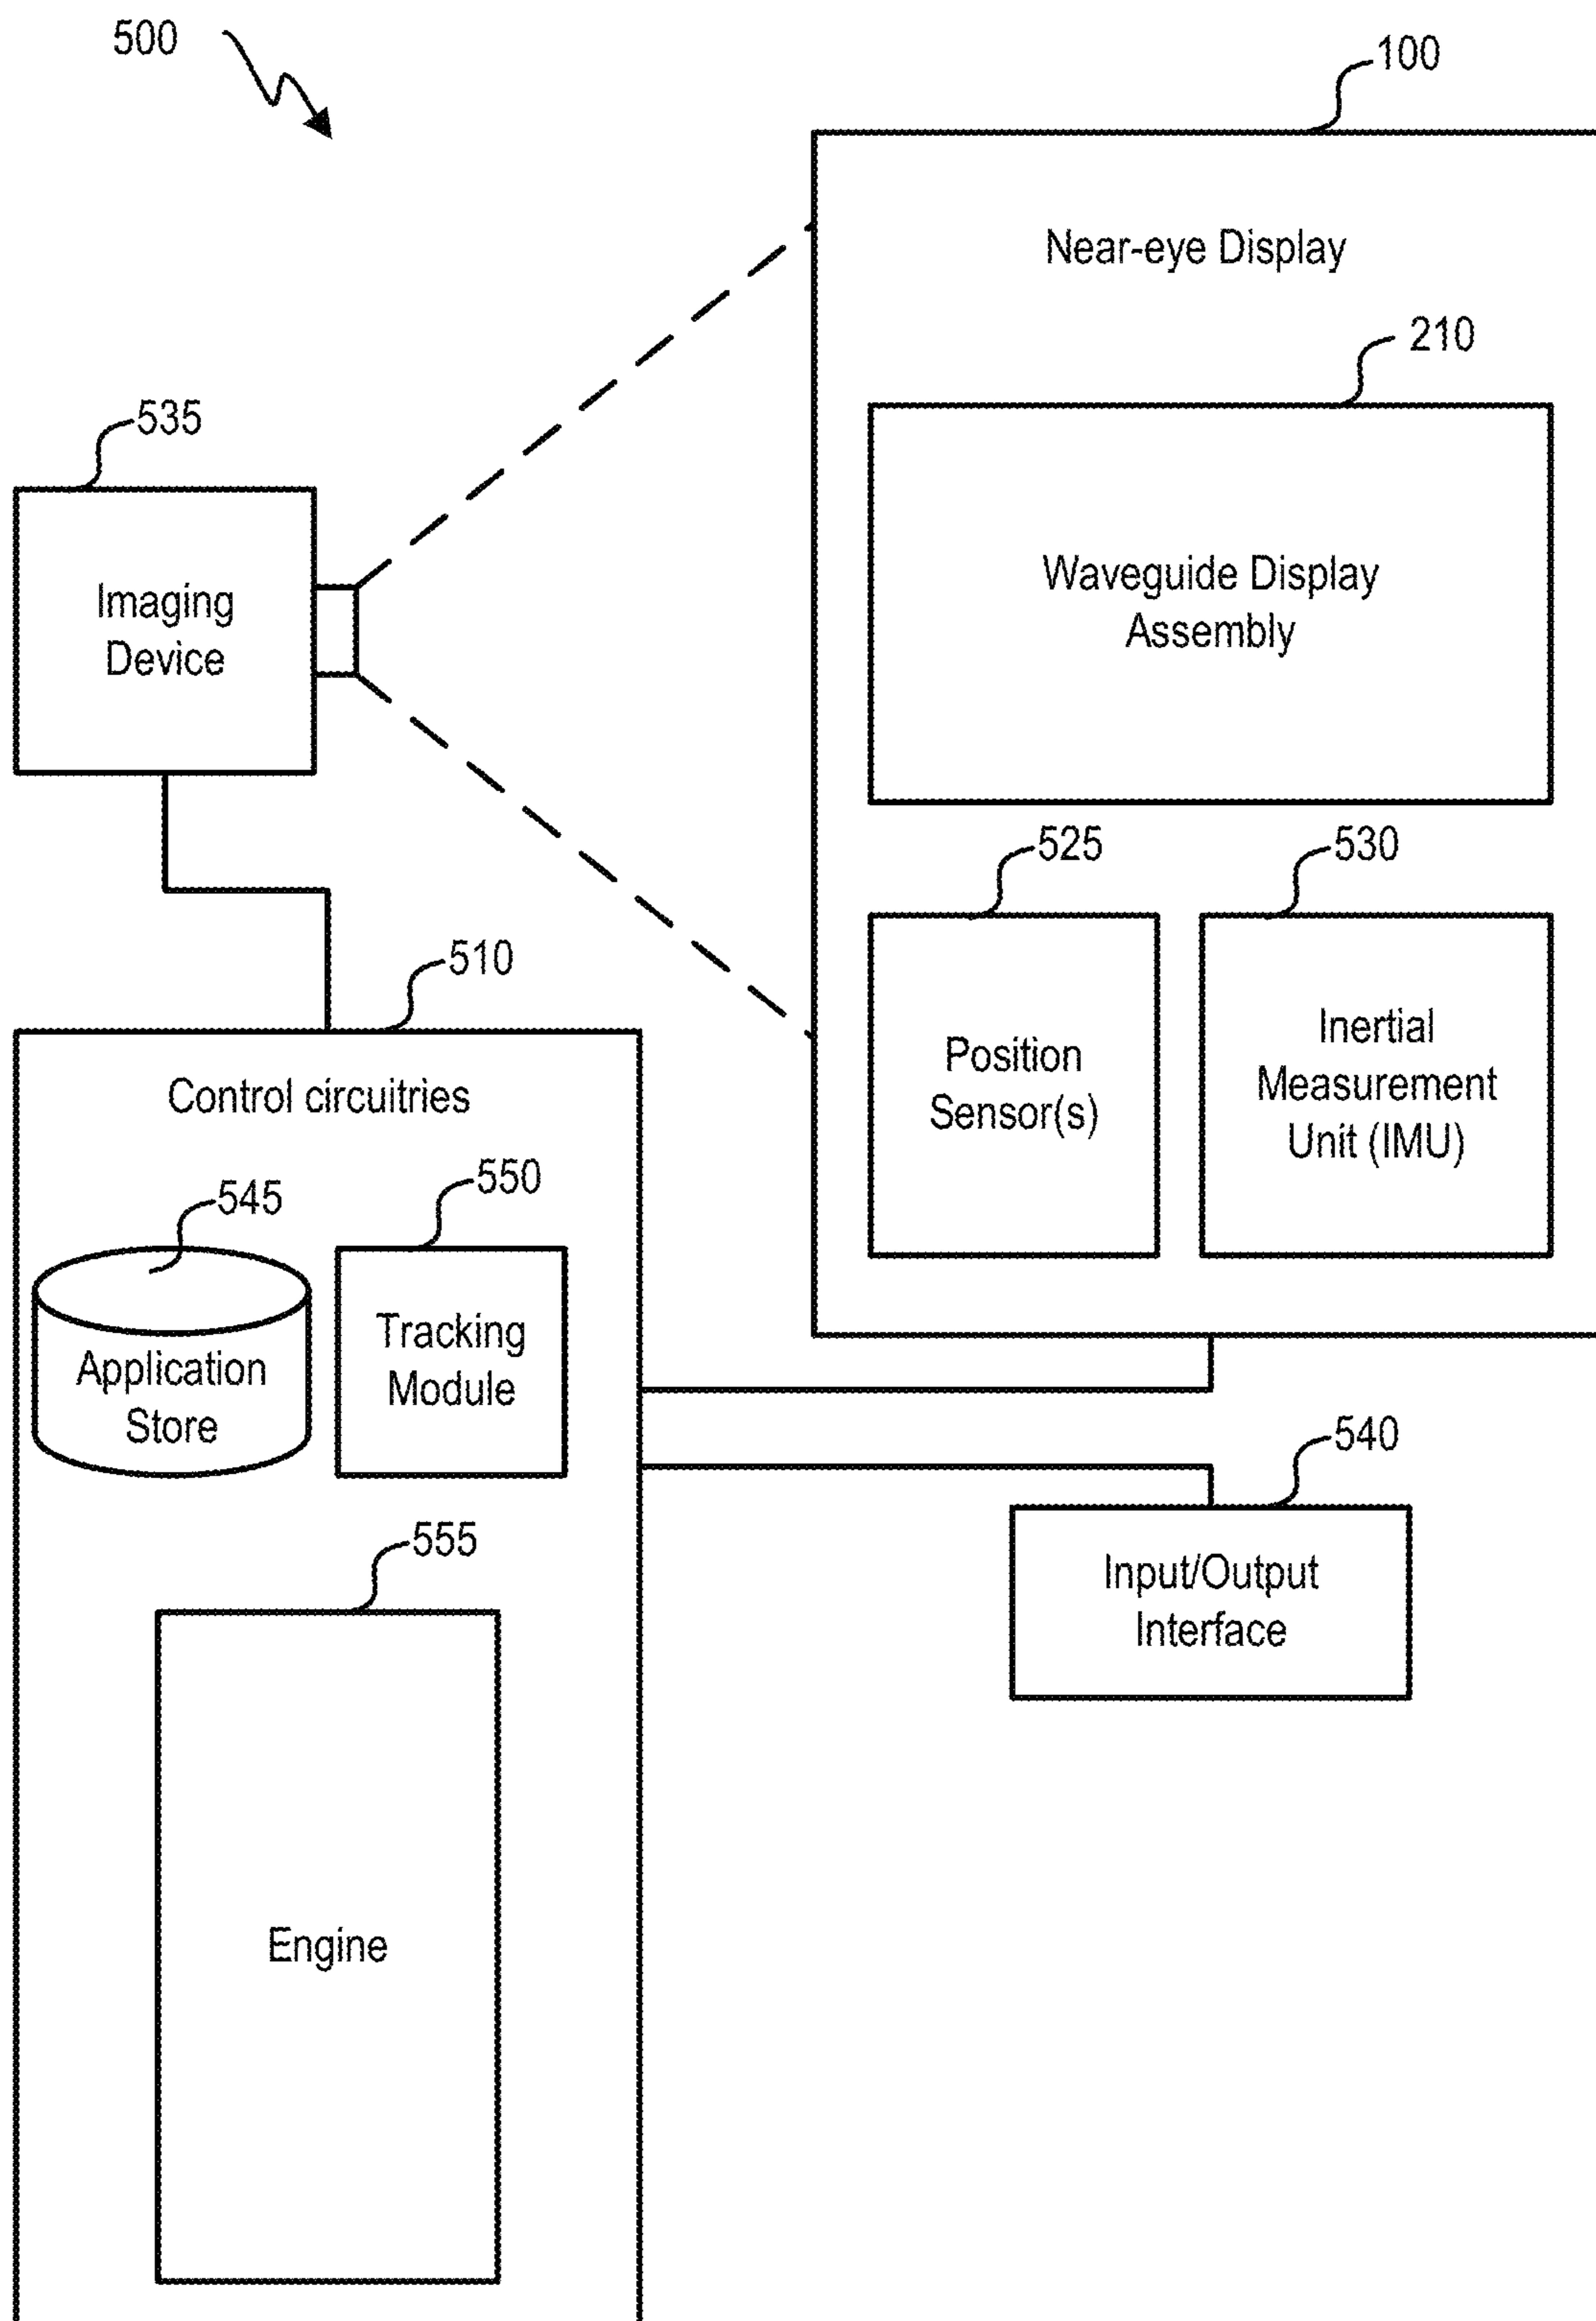 500
100
Near-eye Display
210
Waveguide Display
Assembly
535
Imaging
Device
525
530
Position
Sensor(s)
Inertial
Measurement
Unit (IMU)
510
Control circuitries
545
550
Application
Store
Tracking
Module
540
Input/Output
Interface
555
Engine